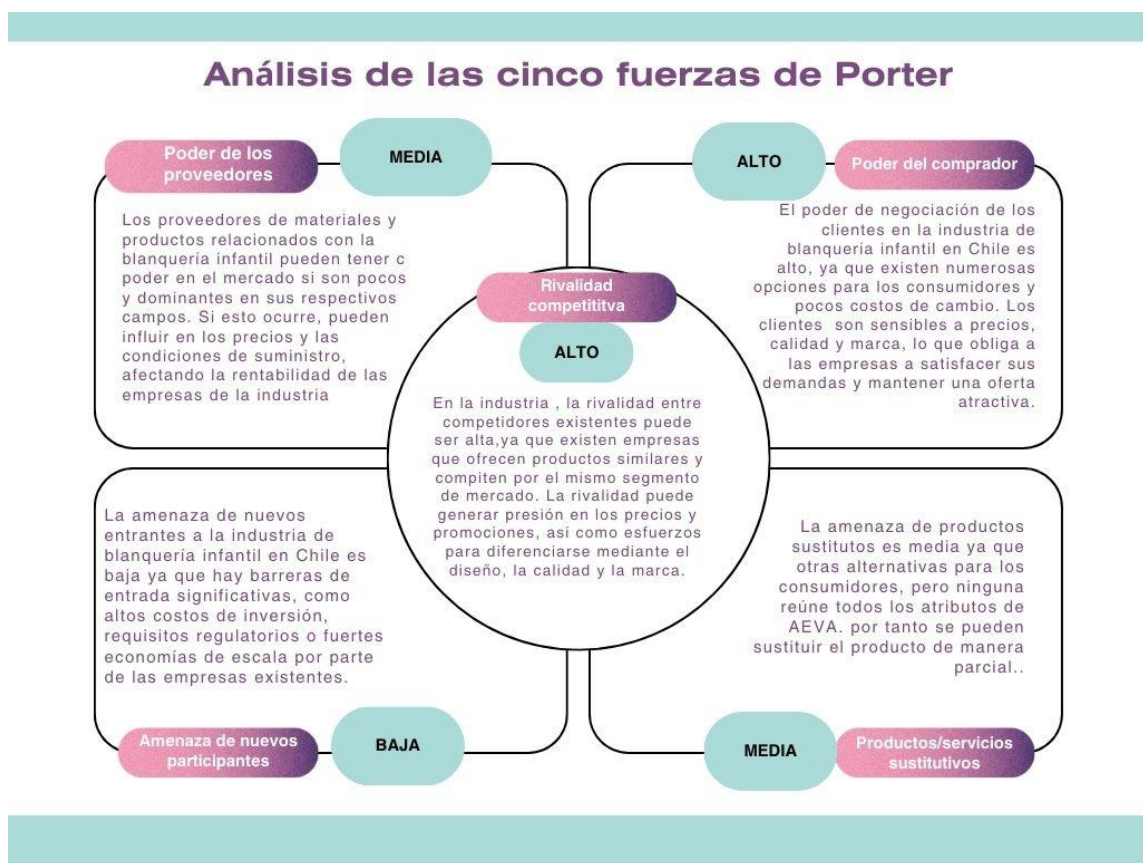 Análisis de las cinco fuerzas de Porter
Poder de los
proveedores
MEDIA
Los proveedores de materiales y
productos relacionados con la
blanquería infantil pueden tener c
poder en el mercado si son pocos
y dominantes en sus respectivos
campos. Si esto ocurre, pueden
influir en los precios y las
condiciones de suministro,
afectando la rentabilidad de las
empresas de la industria
ALTO
Poder del comprador
El poder de negociación de los
clientes en la industria de
blanquería infantil en Chile es
alto, ya que existen numerosas
opciones para los consumidores y
pocos costos de cambio. Los
clientes son sensibles a precios,
calidad y marca, lo que obliga a
las empresas a satisfacer sus
demandas y mantener una oferta
atractiva.
Rivalidad
competititva
ALTO
En la industria , la rivalidad entre
competidores existentes puede
ser alta,ya que existen empresas
que ofrecen productos similares y
compiten por el mismo segmento
de mercado. La rivalidad puede
generar presión en los precios y
promociones, así como esfuerzos
para diferenciarse mediante el
diseño, la calidad y la marca.
La amenaza de nuevos
entrantes a la industria de
blanquería infantil en Chile es
baja ya que hay barreras de
entrada significativas, como
altos costos de inversión,
requisitos regulatorios o fuertes
economías de escala por parte
de las empresas existentes.
Amenaza de nuevos
participantes
BAJA
La amenaza de productos
sustitutos es media ya que
otras alternativas para los
consumidores, pero ninguna
reúne todos los atributos de
AEVA. por tanto se pueden
sustituir el producto de manera
parcial..
MEDIA
Productos/servicios
sustitutivos